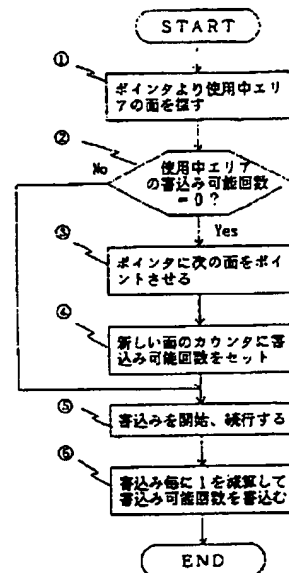 START
①
ポインタより使用中エリ
アの面を探す
②
No
使用中エリア
の書込み可能回数
=0?
Yes
③
ポインタに次の面をポイ
ントさせる
④
新しい面のカウンタに書
込み可能回数をセット
⑤
書込みを開始、続行する
⑥
書込み毎に1を減算して
書込み可能回数を書込む
END